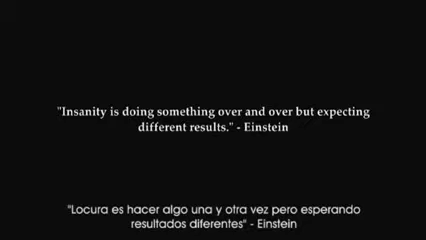 "Insanity is doing something over and over but expecting
different results." - Einstein
"Locura es hacer algo una y otra vez pero esperando
resultados diferentes" - Einstein